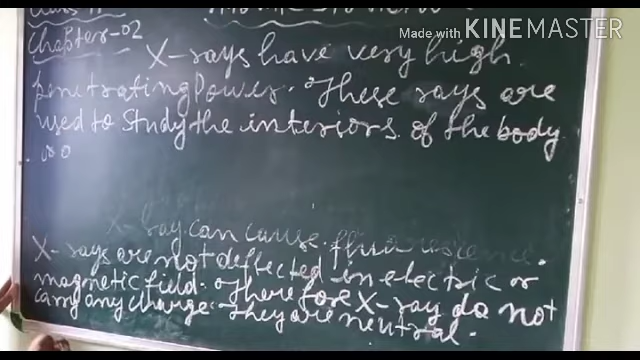 Made with KINEMASTER
Chapter-02
X-rays have very high
penetrating Power. These rays are
used to study the interiors of the body
X-ray can cause fluorescence.
X-rays are not deflected in electric or
magnetic field. Therefore X-ray do not
carry any charge. They are neutral.